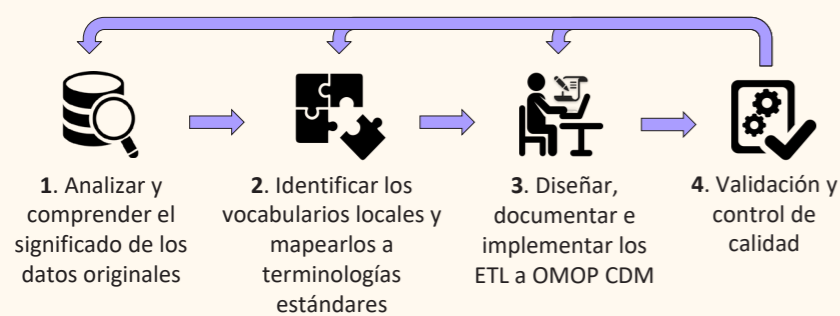 1. Analizar y
comprender el
significado de los
datos originales
2. Identificar los
vocabularios locales y
mapearlos a
terminologías
estándares
3. Diseñar,
documentar e
implementar los
ETL a OMOP CDM
4. Validación y
control de
calidad